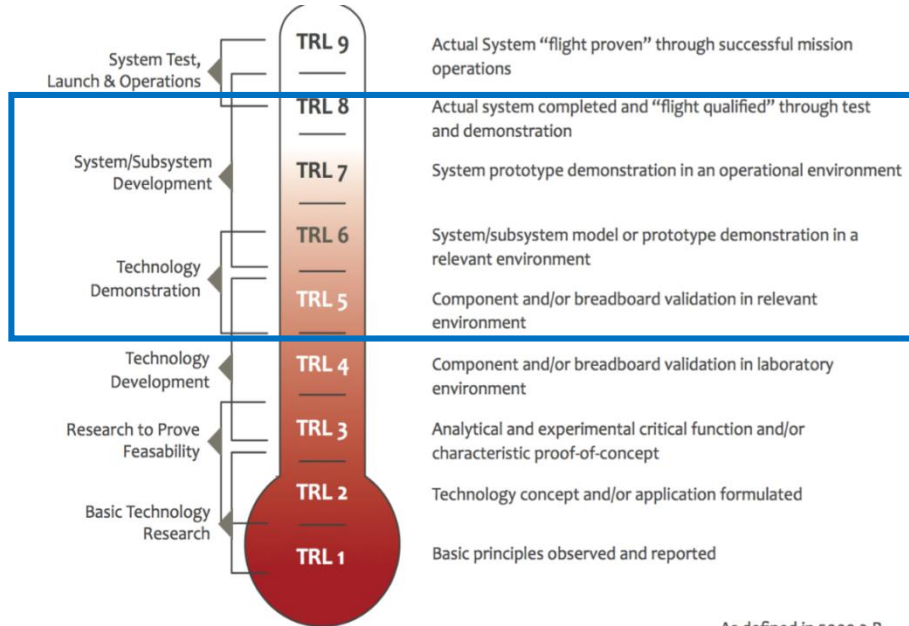 System Test,
Launch & Operations
TRL 9
Actual System “flight proven” through successful mission
operations
TRL 8
Actual system completed and “flight qualified” through test
and demonstration
System/Subsystem
Development
TRL 7
System prototype demonstration in an operational environment
TRL 6
System/subsystem model or prototype demonstration in a
relevant environment
Technology
Demonstration
TRL 5
Component and/or breadboard validation in relevant
environment
Technology
Development
TRL 4
Component and/or breadboard validation in laboratory
environment
Research to Prove
Feasability
TRL 3
Analytical and experimental critical function and/or
characteristic proof-of-concept
TRL 2
Technology concept and/or application formulated
Basic Technology
Research
TRL 1
Basic principles observed and reported
As defined in